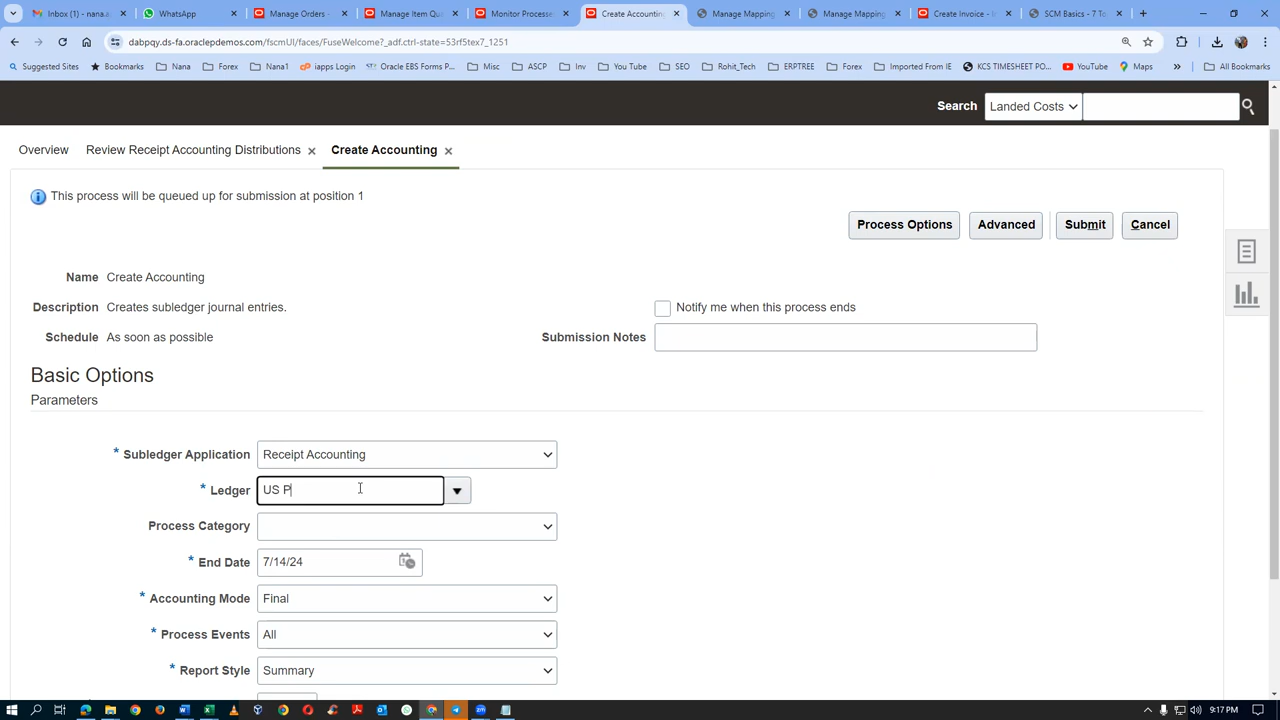 Inbox (1) - nana.a
WhatsApp
Manage Orders -
Manage Item Qua
Monitor Processe
Create Accountin
Manage Mapping
Manage Mapping
Create Invoice - I
SCM Basics - 7 To
dabpqy.ds-fa.oraclepdemos.com/fscmUI/faces/FuseWelcome?_adf.ctrl-state=53rf5tex7_1251
Suggested Sites
Bookmarks
Nana
Forex
Nana1
iapps Login
Oracle EBS Forms P...
Misc
ASCP
Inv
You Tube
SEO
Rohit_Tech
ERPTREE
Forex
Imported From IE
KCS TIMESHEET PO...
YouTube
Maps
»
All Bookmarks
Search
Landed Costs
Overview
Review Receipt Accounting Distributions
Create Accounting
This process will be queued up for submission at position 1
Process Options
Advanced
Submit
Cancel
Name Create Accounting
Description Creates subledger journal entries.
Notify me when this process ends
Schedule As soon as possible
Submission Notes
Basic Options
Parameters
* Subledger Application Receipt Accounting
* Ledger US P
Process Category
* End Date 7/14/24
* Accounting Mode Final
* Process Events All
* Report Style Summary
9:17 PM